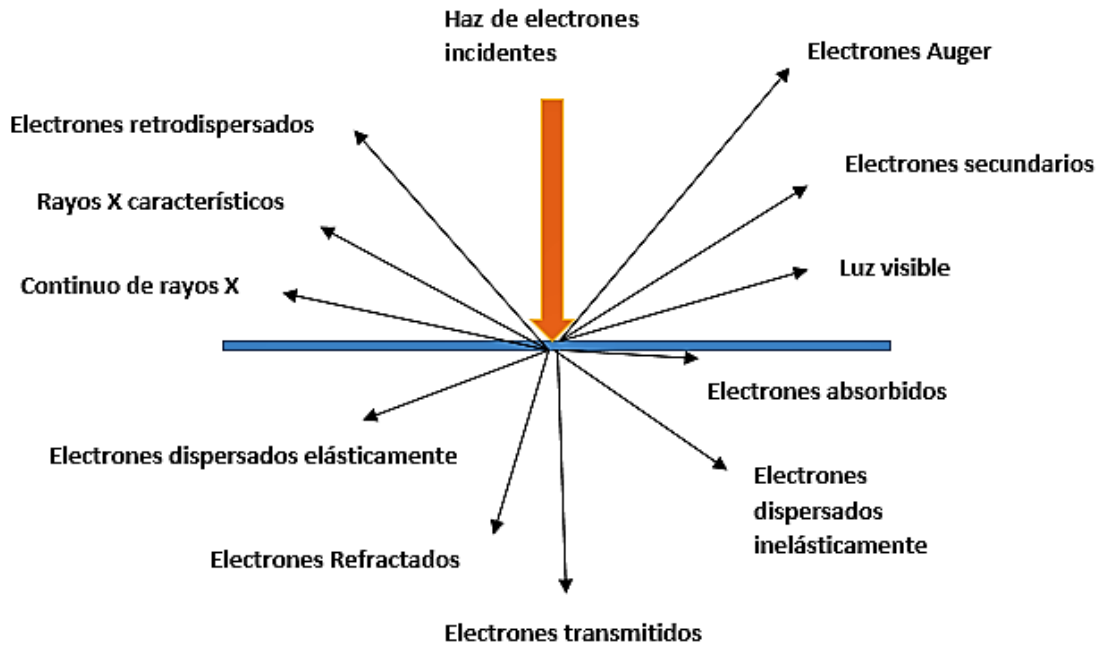 Haz de electrones
incidentes
Electrones Auger
Electrones retrodispersados
Electrones secundarios
Rayos X característicos
Luz visible
Continuo de rayos X
Electrones absorbidos
Electrones dispersados elásticamente
Electrones
dispersados
inelásticamente
Electrones Refractados
Electrones transmitidos